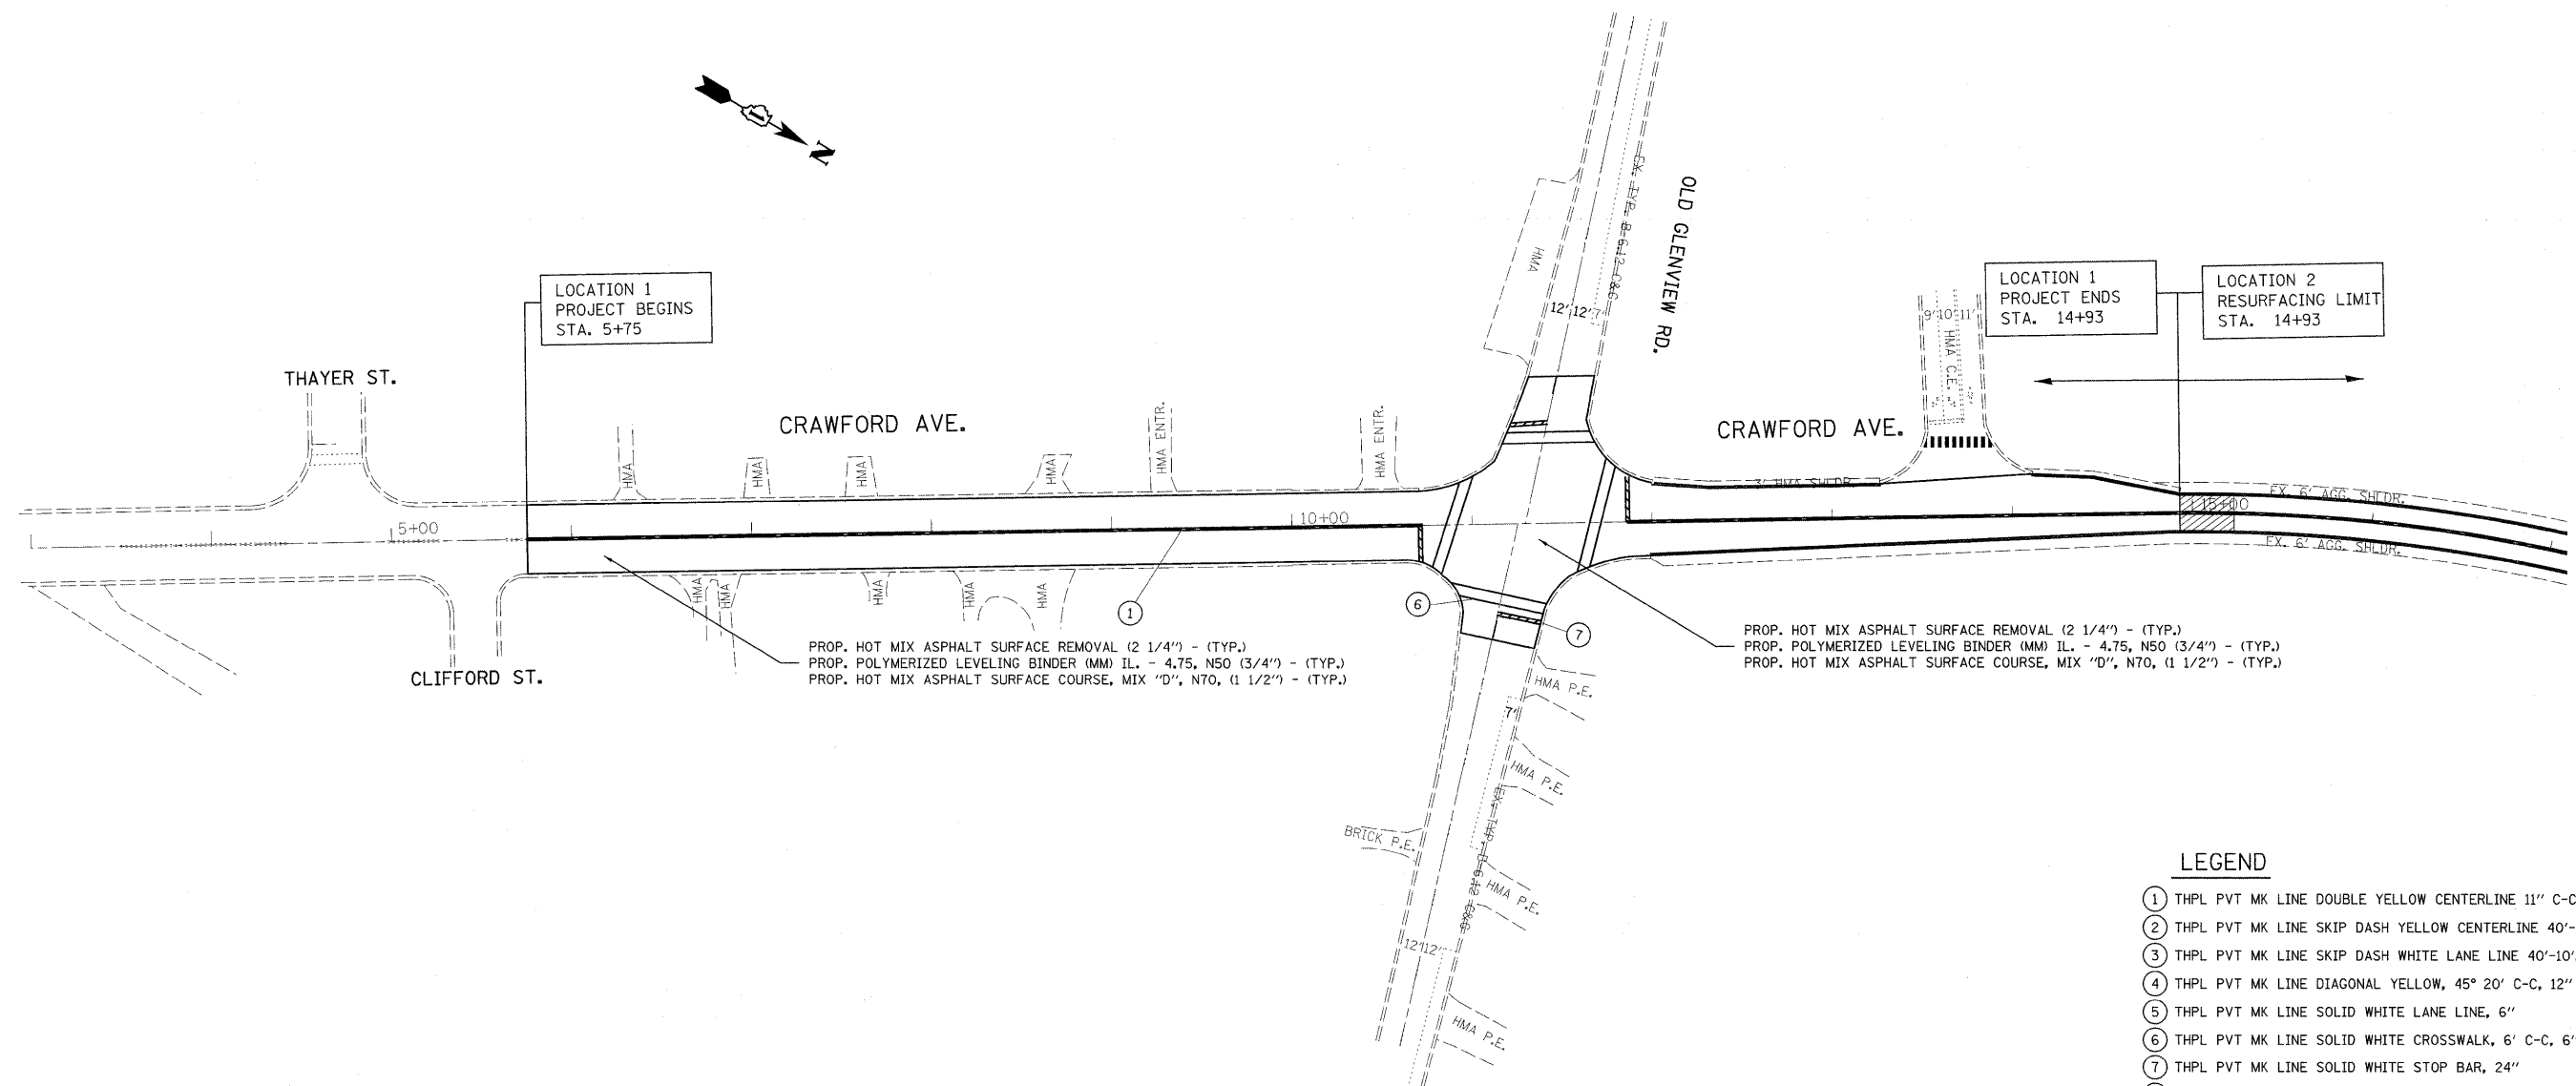 N
OLD GLENVIEW RD.
EX. TYP. B-6.12 C&G
HMA
12' 12' 7'
LOCATION 1
PROJECT BEGINS
STA. 5+75
LOCATION 1
PROJECT ENDS
STA. 14+93
LOCATION 2
RESURFACING LIMIT
STA. 14+93
9' 10' 11'
HMA C.E.
THAYER ST.
CRAWFORD AVE.
CRAWFORD AVE.
HMA
HMA
HMA
HMA
HMA ENTR.
HMA ENTR.
3' HMA SHLDR.
EX. 6' AGG. SHLDR.
5+00
10+00
15+00
EX. 6' AGG. SHLDR.
HMA
HMA
HMA
HMA
HMA
1
6
7
CLIFFORD ST.
PROP. HOT MIX ASPHALT SURFACE REMOVAL (2 1/4") - (TYP.)
PROP. POLYMERIZED LEVELING BINDER (MM) IL. - 4.75, N50 (3/4") - (TYP.)
PROP. HOT MIX ASPHALT SURFACE COURSE, MIX "D", N70, (1 1/2") - (TYP.)
PROP. HOT MIX ASPHALT SURFACE REMOVAL (2 1/4") - (TYP.)
PROP. POLYMERIZED LEVELING BINDER (MM) IL. - 4.75, N50 (3/4") - (TYP.)
PROP. HOT MIX ASPHALT SURFACE COURSE, MIX "D", N70, (1 1/2") - (TYP.)
HMA P.E.
7'
HMA P.E.
BRICK P.E.
HMA P.E.
12' 12'
HMA P.E.
LEGEND
1 THPL PVT MK LINE DOUBLE YELLOW CENTERLINE 11" C-C
2 THPL PVT MK LINE SKIP DASH YELLOW CENTERLINE 40'-
3 THPL PVT MK LINE SKIP DASH WHITE LANE LINE 40'-10'
4 THPL PVT MK LINE DIAGONAL YELLOW, 45° 20' C-C, 12"
5 THPL PVT MK LINE SOLID WHITE LANE LINE, 6"
6 THPL PVT MK LINE SOLID WHITE CROSSWALK, 6' C-C, 6"
7 THPL PVT MK LINE SOLID WHITE STOP BAR, 24"